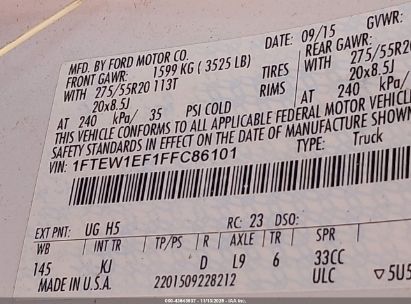 MFD. BY FORD MOTOR CO.
DATE: 09/15
GVWR:
FRONT GAWR: 1599 KG ( 3525 LB)
REAR GAWR:
WITH 275/55R20 113T
TIRES
WITH 275/55R20
20x8.5J
RIMS
20x8.5J
AT 240 kPa/ 35 PSI COLD
AT 240 kPa/
THIS VEHICLE CONFORMS TO ALL APPLICABLE FEDERAL MOTOR VEHICLE
SAFETY STANDARDS IN EFFECT ON THE DATE OF MANUFACTURE SHOWN
VIN: 1FTEW1EF1FFC86101
TYPE: Truck
EXT PNT: UG H5
RC: 23 DSO:
WB INT TR TP/PS R AXLE TR SPR
145 KJ D L9 6 33CC
MADE IN U.S.A. 2201509228212 ULC ▽5U5